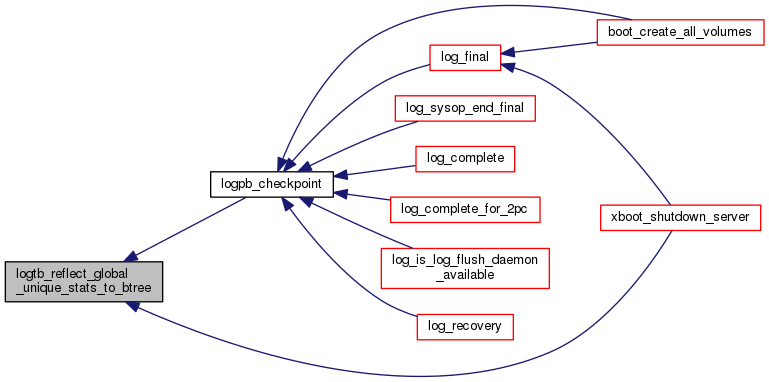 boot_create_all_volumes
log_final
log_sysop_end_final
log_complete
logpb_checkpoint
log_complete_for_2pc
xboot_shutdown_server
log_is_log_flush_daemon
_available
logtb_reflect_global
_unique_stats_to_btree
log_recovery